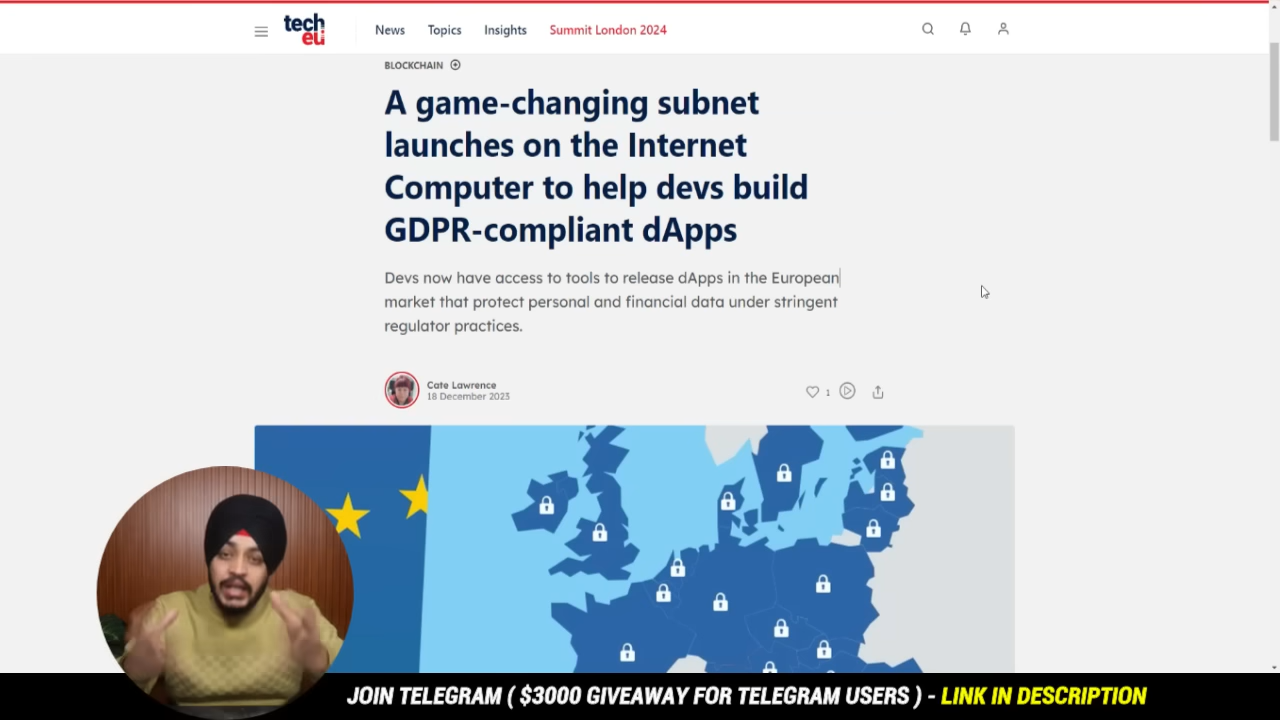 tech
eu
News
Topics
Insights
Summit London 2024
BLOCKCHAIN
A game-changing subnet
launches on the Internet
Computer to help devs build
GDPR-compliant dApps
Devs now have access to tools to release dApps in the European
market that protect personal and financial data under stringent
regulator practices.
Cate Lawrence
18 December 2023
1
JOIN TELEGRAM ( $3000 GIVEAWAY FOR TELEGRAM USERS ) - LINK IN DESCRIPTION